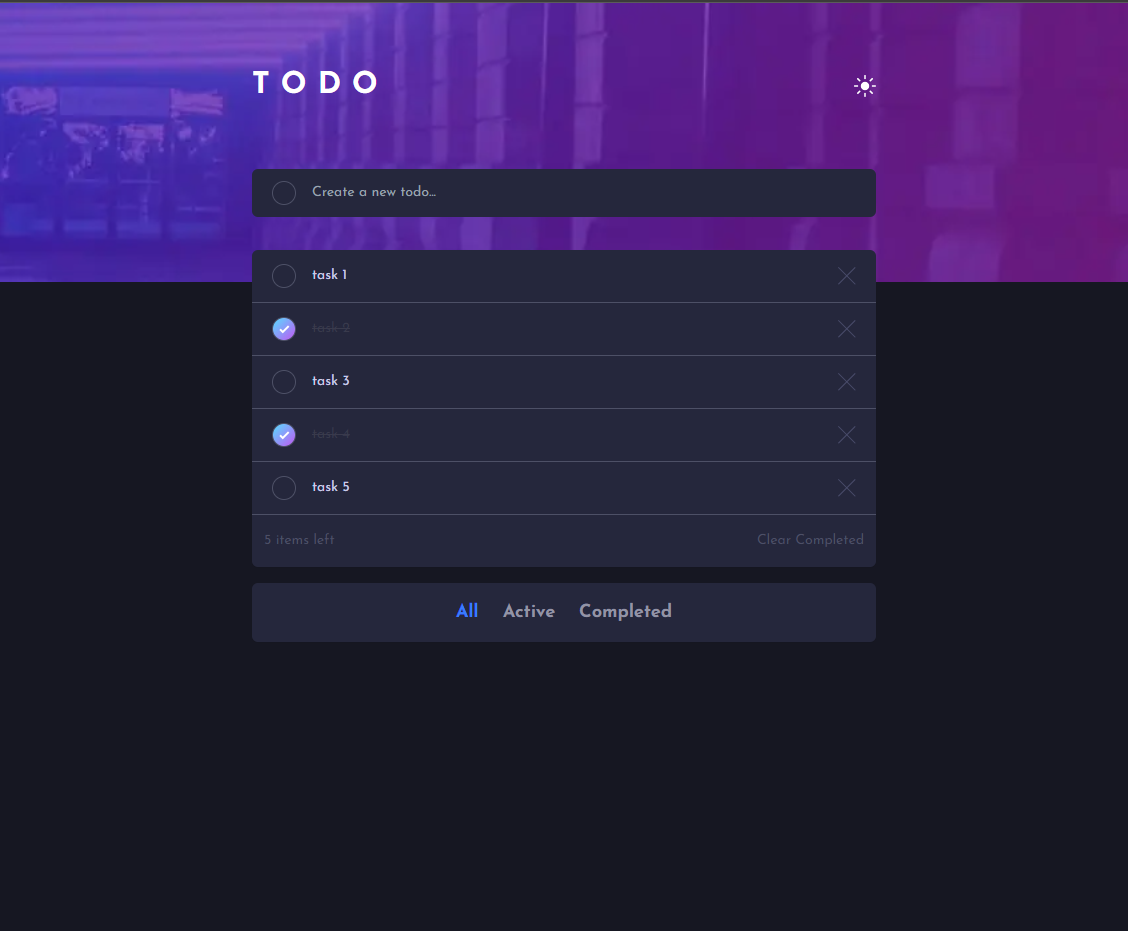 TODO
Create a new todo...
task 1
task 2
task 3
task 4
task 5
5 items left Clear Completed
All Active Completed